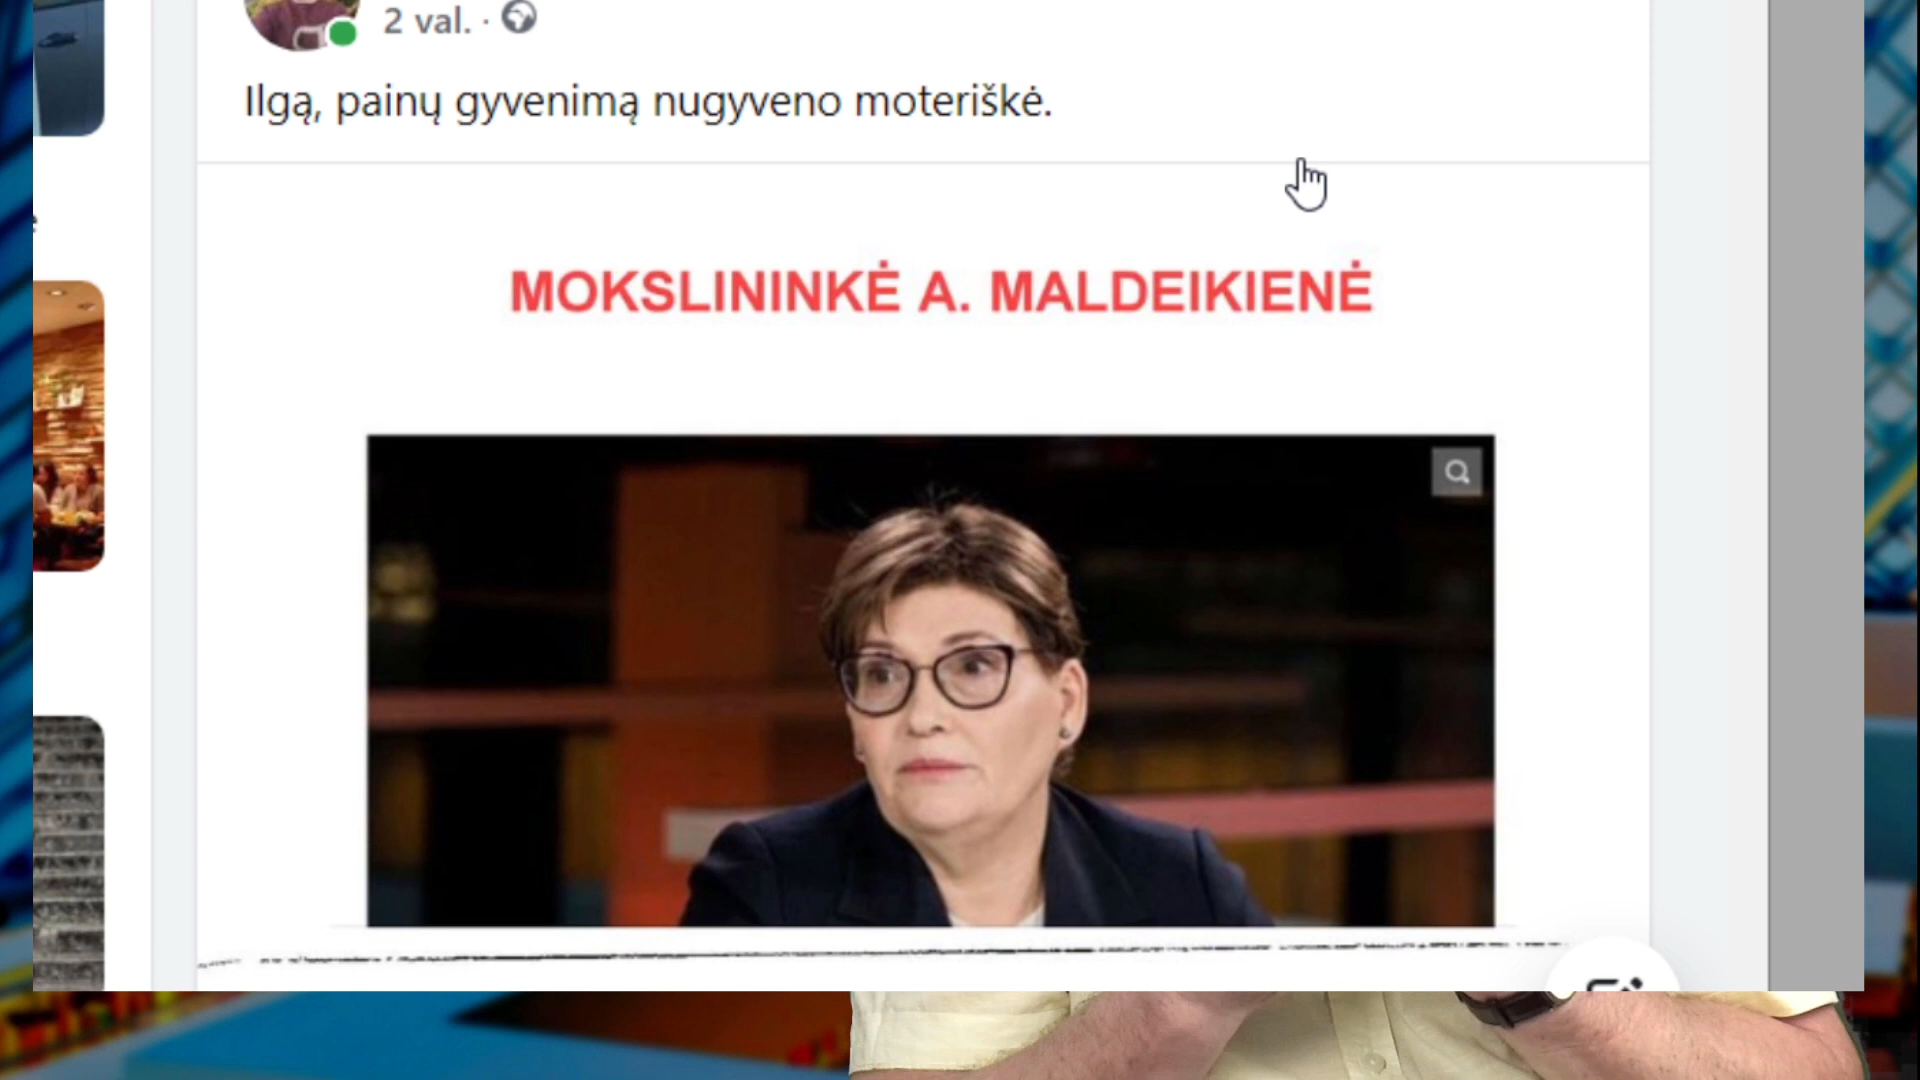 2 val. ·
Ilgą, painų gyvenimą nugyveno moteriškė.
MOKSLININKĖ A. MALDEIKIENĖ